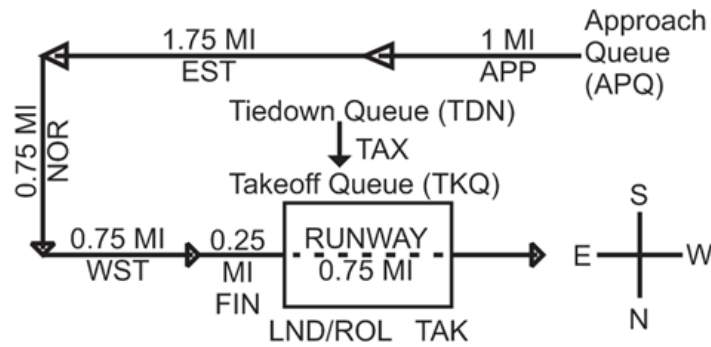 1.75 MI
EST
1 MI
APP
Approach
Queue
(APQ)
0.75 MI
NOR
Tiedown Queue (TDN)
TAX
Takeoff Queue (TKQ)
0.75 MI
WST
0.25
MI
FIN
RUNWAY
0.75 MI
LND/ROL TAK
S
E W
N